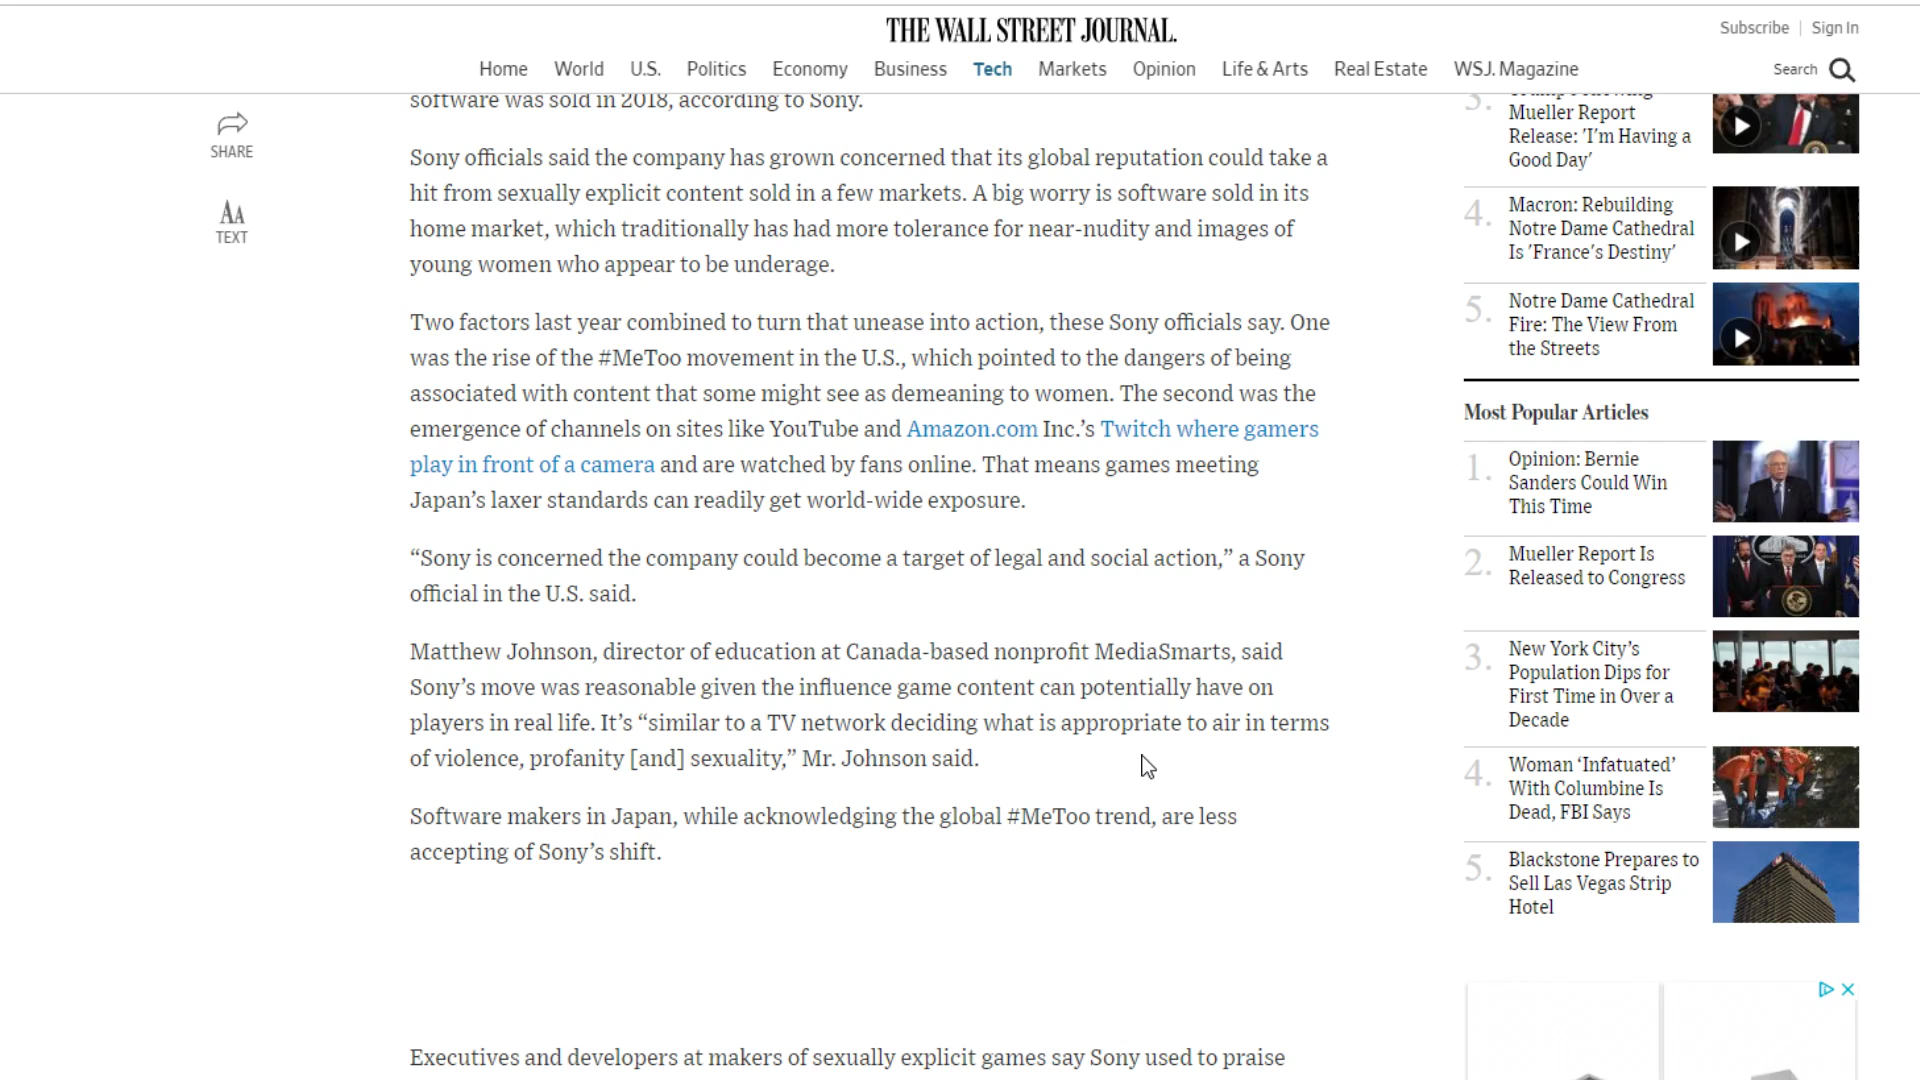 THE WALL STREET JOURNAL.
Subscribe | Sign In
Home World U.S. Politics Economy Business Tech Markets Opinion Life & Arts Real Estate WSJ. Magazine Search
SHARE
AA
TEXT
software was sold in 2018, according to Sony.
Sony officials said the company has grown concerned that its global reputation could take a
hit from sexually explicit content sold in a few markets. A big worry is software sold in its
home market, which traditionally has had more tolerance for near-nudity and images of
young women who appear to be underage.
Two factors last year combined to turn that unease into action, these Sony officials say. One
was the rise of the #MeToo movement in the U.S., which pointed to the dangers of being
associated with content that some might see as demeaning to women. The second was the
emergence of channels on sites like YouTube and Amazon.com Inc.’s Twitch where gamers
play in front of a camera and are watched by fans online. That means games meeting
Japan’s laxer standards can readily get world-wide exposure.
“Sony is concerned the company could become a target of legal and social action,” a Sony
official in the U.S. said.
Matthew Johnson, director of education at Canada-based nonprofit MediaSmarts, said
Sony’s move was reasonable given the influence game content can potentially have on
players in real life. It’s “similar to a TV network deciding what is appropriate to air in terms
of violence, profanity [and] sexuality,” Mr. Johnson said.
Software makers in Japan, while acknowledging the global #MeToo trend, are less
accepting of Sony’s shift.
Executives and developers at makers of sexually explicit games say Sony used to praise
3.
Mueller Report
Release: 'I'm Having a
Good Day'
4. Macron: Rebuilding
Notre Dame Cathedral
Is 'France's Destiny'
5. Notre Dame Cathedral
Fire: The View From
the Streets
Most Popular Articles
1. Opinion: Bernie
Sanders Could Win
This Time
2. Mueller Report Is
Released to Congress
3. New York City’s
Population Dips for
First Time in Over a
Decade
4. Woman ‘Infatuated’
With Columbine Is
Dead, FBI Says
5. Blackstone Prepares to
Sell Las Vegas Strip
Hotel